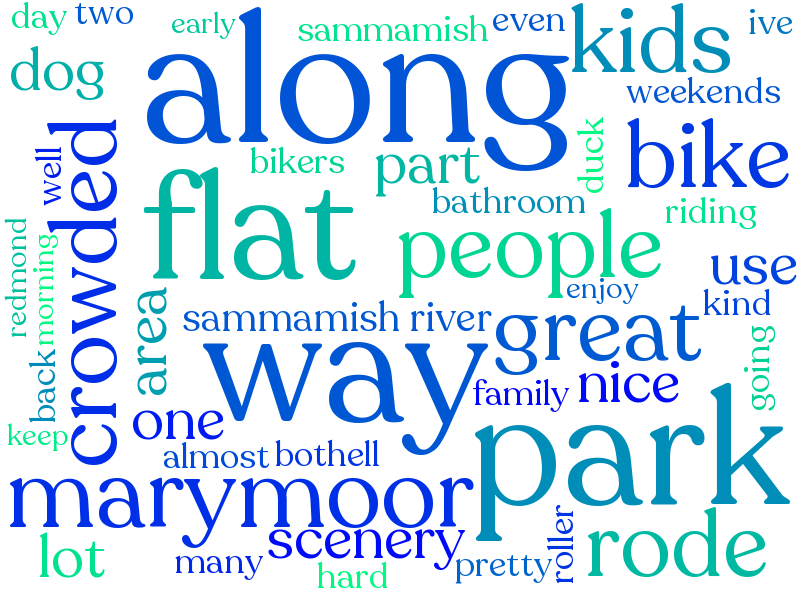 day
two
early
sammamish
even
kids
ive
dog
along
weekends
crowded
well
bikers
part
duck
bike
bathroom
riding
flat
people
redmond
morning
back
area
use
enjoy
kind
sammamish river
great
way
going
family
nice
keep
one
almost
bothell
park
marymoor
lot
scenery
many
hard
pretty
roller
rode